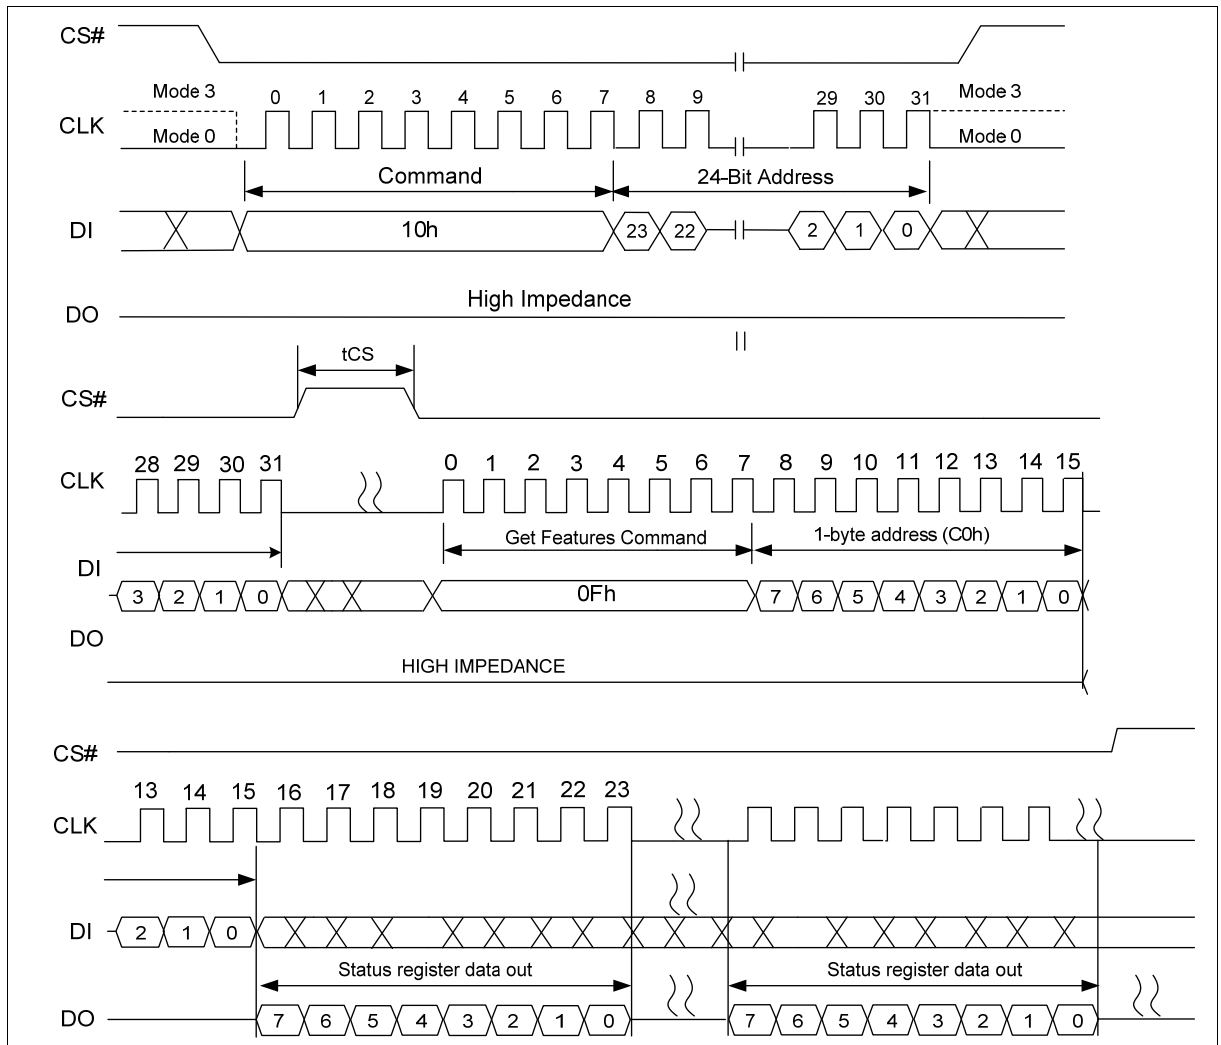 CS#
Mode 3
0 1 2 3 4 5 6 7 8 9 29 30 31
Mode 3
CLK
Mode 0
Mode 0
Command
24-Bit Address
DI
10h
23 22 2 1 0
High Impedance
DO
tCS
CS#
28 29 30 31 0 1 2 3 4 5 6 7 8 9 10 11 12 13 14 15
CLK
Get Features Command
1-byte address (C0h)
DI
3 2 1 0
0Fh
7 6 5 4 3 2 1 0
DO
HIGH IMPEDANCE
CS#
13 14 15 16 17 18 19 20 21 22 23
CLK
DI
2 1 0
Status register data out
Status register data out
DO
7 6 5 4 3 2 1 0
7 6 5 4 3 2 1 0